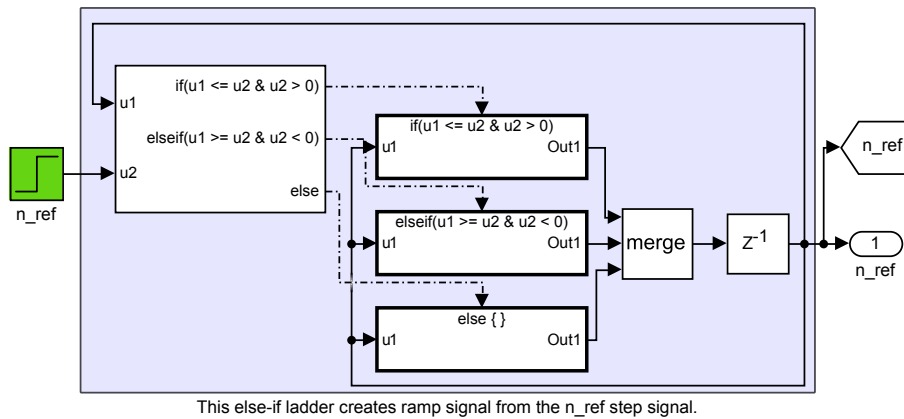 if(u1 <= u2 & u2 > 0)
u1
elseif(u1 >= u2 & u2 < 0)
u2
else
n_ref
if(u1 <= u2 & u2 > 0)
u1
Out1
elseif(u1 >= u2 & u2 < 0)
u1
Out1
else { }
u1
Out1
merge
Z-1
n_ref
1
n_ref
This else-if ladder creates ramp signal from the n_ref step signal.